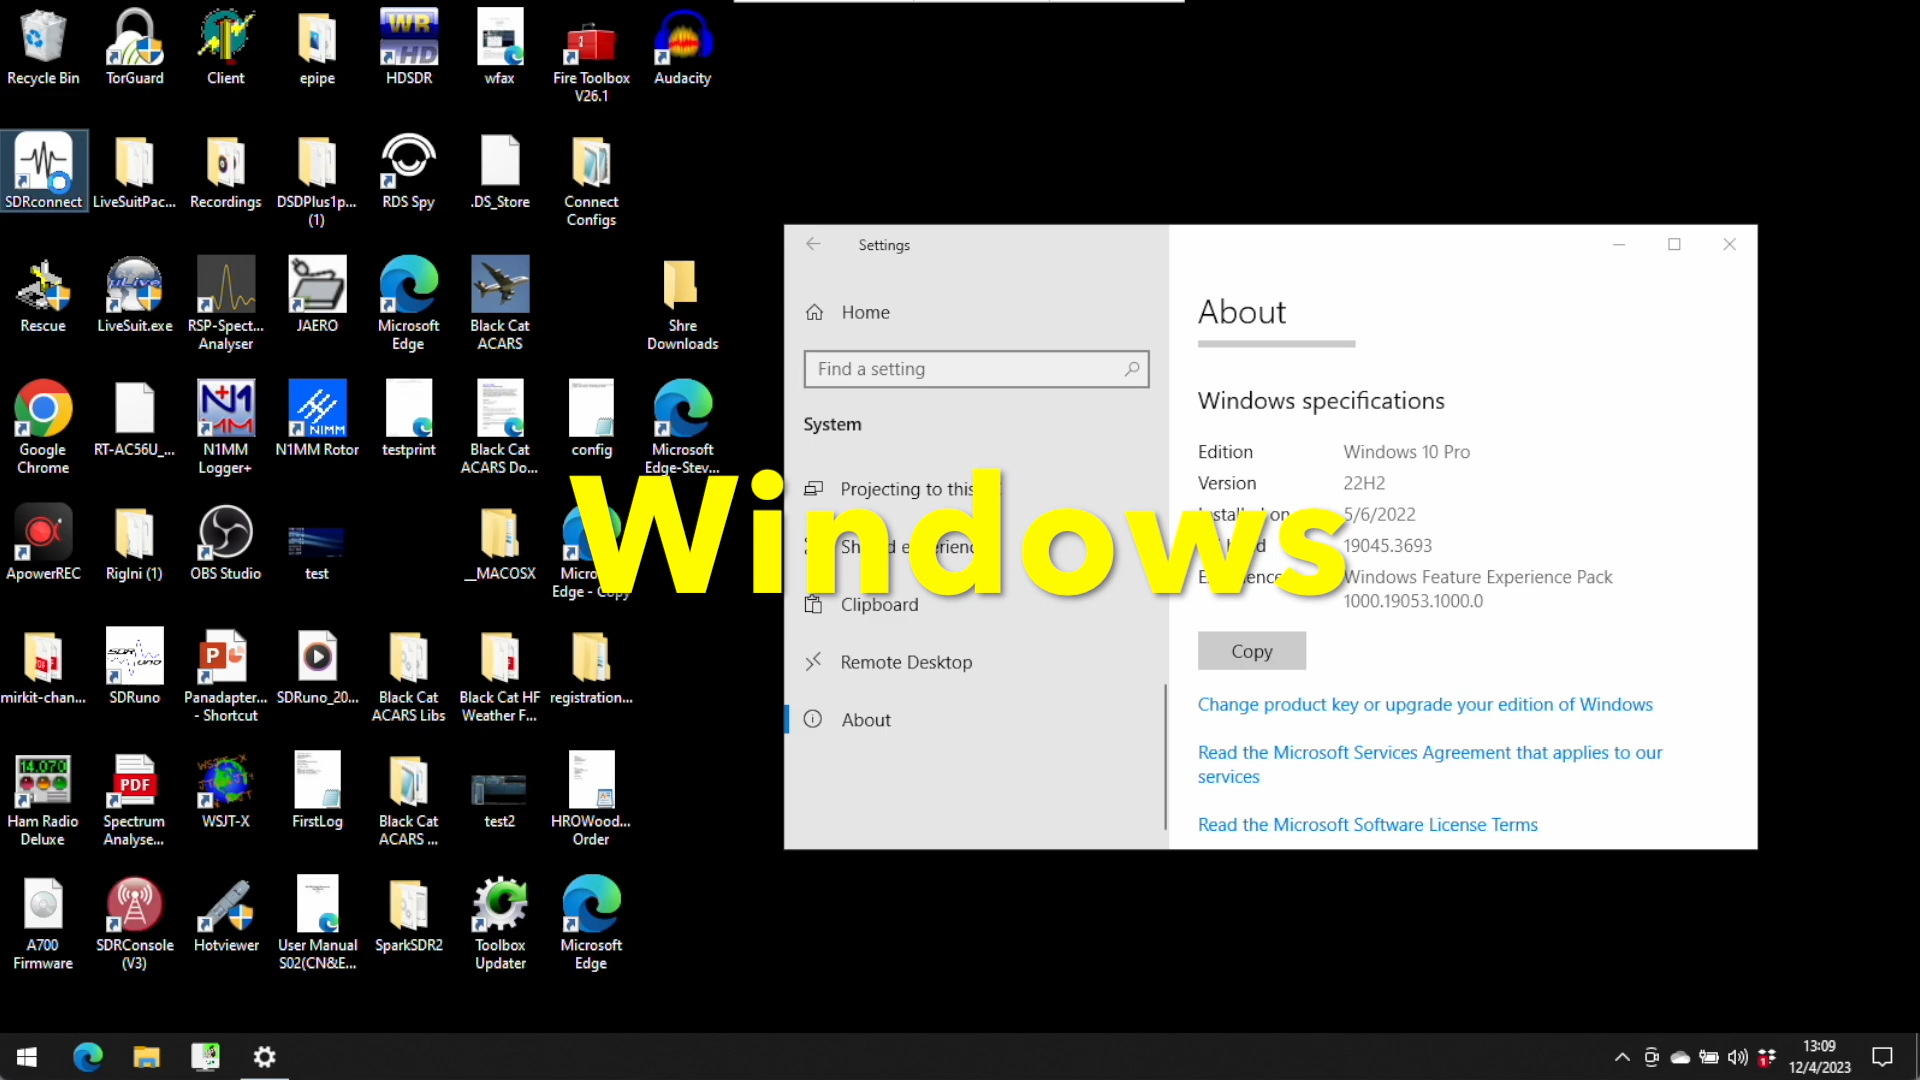 Recycle Bin
TorGuard
Client
epipe
HDSDR
wfax
Fire Toolbox
V26.1
Audacity
SDRconnect
LiveSuitPac...
Recordings
DSDPlus1p...
(1)
RDS Spy
.DS_Store
Connect
Configs
Rescue
LiveSuit.exe
RSP-Spect...
Analyser
JAERO
Microsoft
Edge
Black Cat
ACARS
Shre
Downloads
Google
Chrome
RT-AC56U_...
N1MM
Logger+
N1MM Rotor
testprint
Black Cat
ACARS Do...
config
Microsoft
Edge-Stev...
ApowerREC
RigIni (1)
OBS Studio
test
__MACOSX
Edge - Copy
mirkit-chan...
SDRuno
Panadapter...
- Shortcut
SDRuno_20...
Black Cat
ACARS Libs
Black Cat HF
Weather F...
registration...
Ham Radio
Deluxe
Spectrum
Analyse...
WSJT-X
FirstLog
Black Cat
ACARS ...
test2
HROWood...
Order
A700
Firmware
SDRConsole
(V3)
Hotviewer
User Manual
S02(CN&E...
SparkSDR2
Toolbox
Updater
Microsoft
Edge
Settings
Home
Find a setting
System
Projecting to this
Clipboard
Remote Desktop
About
About
Windows specifications
Edition Windows 10 Pro
Version 22H2
Installed on 5/6/2022
19045.3693
Windows Feature Experience Pack
1000.19053.1000.0
Copy
Change product key or upgrade your edition of Windows
Read the Microsoft Services Agreement that applies to our
services
Read the Microsoft Software License Terms
Windows
13:09
12/4/2023